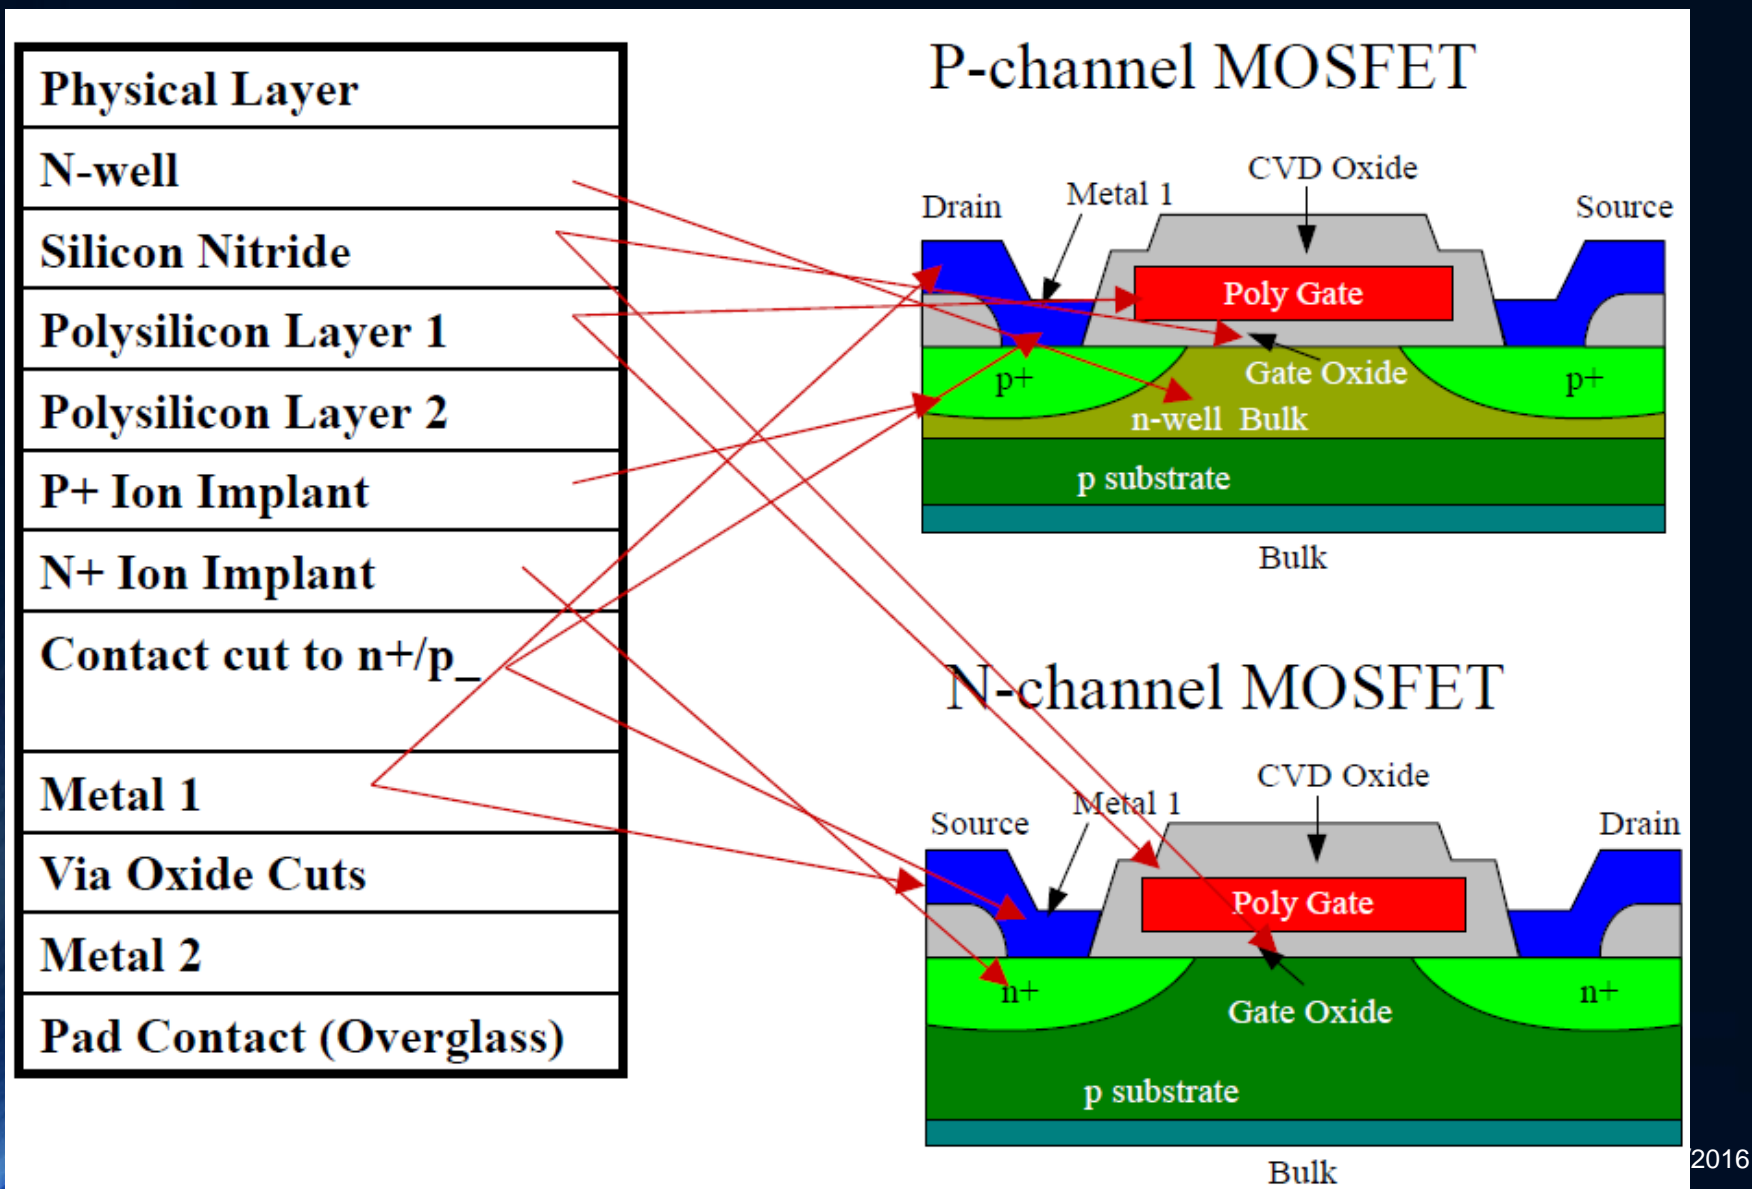 Physical Layer
N-well
Silicon Nitride
Polysilicon Layer 1
Polysilicon Layer 2
P+ Ion Implant
N+ Ion Implant
Contact cut to n+/p_
Metal 1
Via Oxide Cuts
Metal 2
Pad Contact (Overglass)
P-channel MOSFET
CVD Oxide
Metal 1
Drain
Source
Poly Gate
p+
Gate Oxide
p+
n-well Bulk
p substrate
Bulk
N-channel MOSFET
CVD Oxide
Metal 1
Source
Drain
Poly Gate
n+
n+
Gate Oxide
p substrate
Bulk
2016